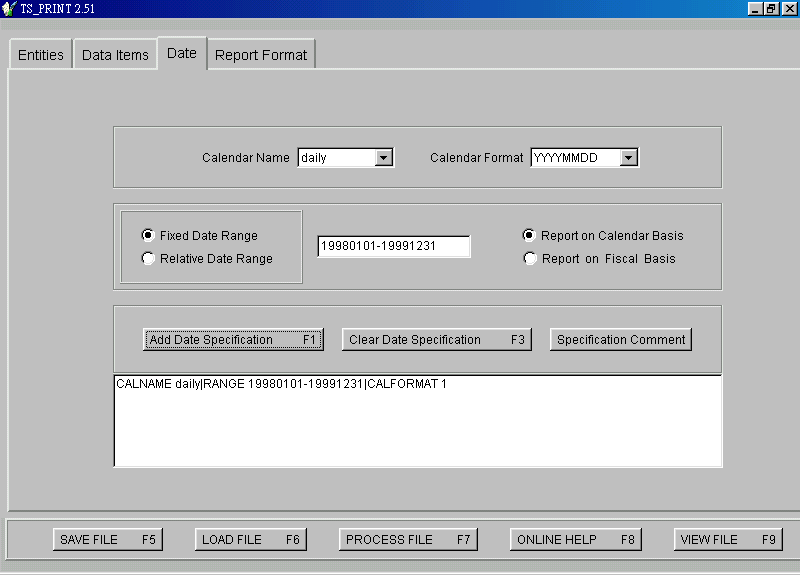 TS_PRINT 2.51
Entities Data Items Date Report Format
Calendar Name daily Calendar Format YYYYMMDD
Fixed Date Range 19980101-19991231 Report on Calendar Basis
Relative Date Range Report on Fiscal Basis
Add Date Specification F1 Clear Date Specification F3 Specification Comment
CALNAME daily|RANGE 19980101-19991231|CALFORMAT 1
SAVE FILE F5 LOAD FILE F6 PROCESS FILE F7 ONLINE HELP F8 VIEW FILE F9